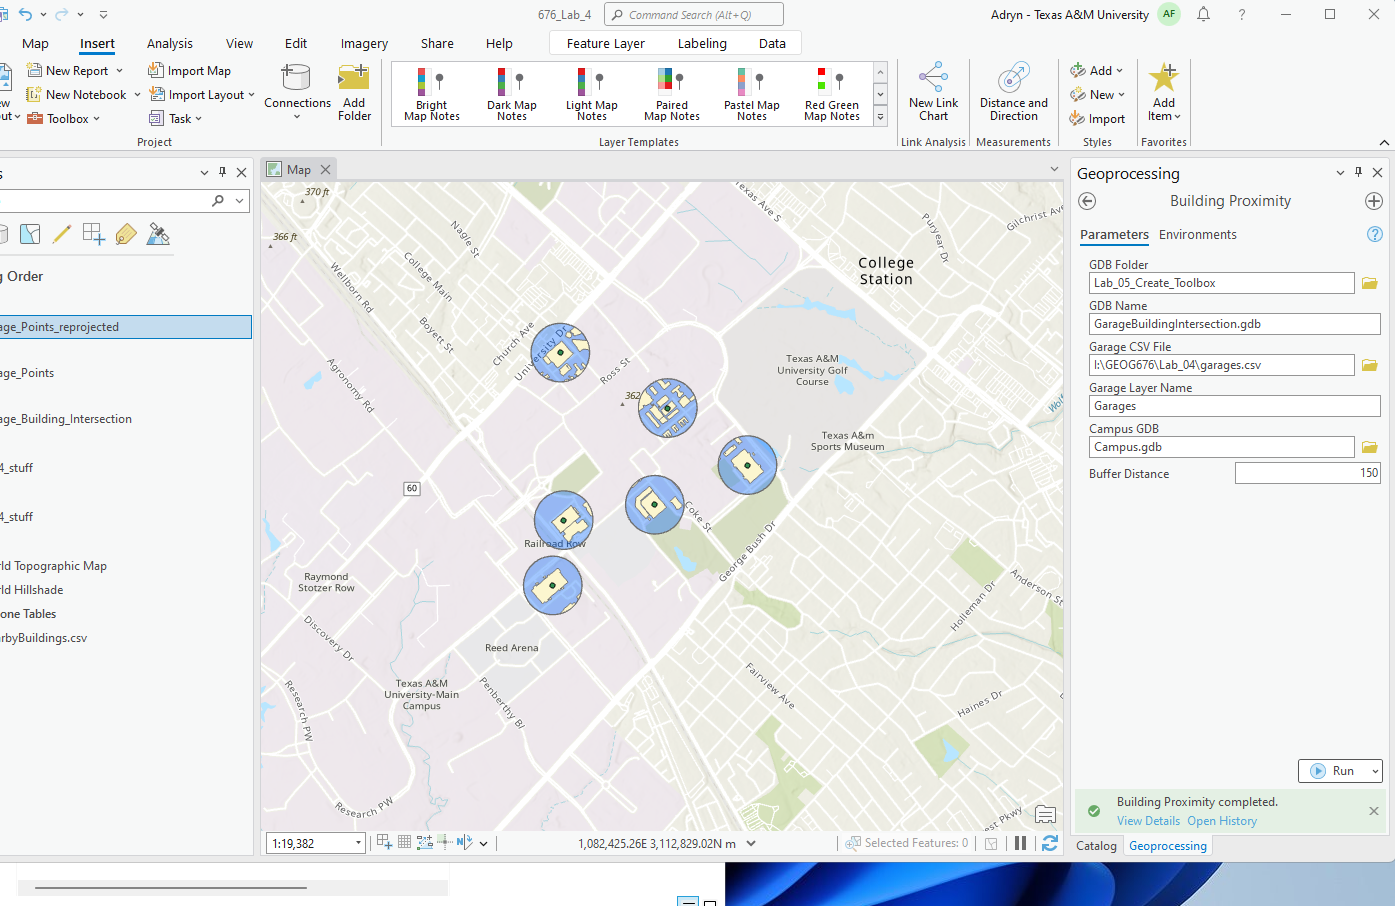 676_Lab_4
Command Search (Alt+Q)
Adryn - Texas A&M University
AF
?
Map
Insert
Analysis
View
Edit
Imagery
Share
Help
Feature Layer
Labeling
Data
New Report
New Notebook
Toolbox
Import Map
Import Layout
Task
Connections
Add
Folder
Project
Bright
Map Notes
Dark Map
Notes
Light Map
Notes
Paired
Map Notes
Pastel Map
Notes
Red Green
Map Notes
Layer Templates
New Link
Chart
Link Analysis
Distance and
Direction
Measurements
Add
New
Import
Styles
Add
Item
Favorites
s
g Order
age_Points_reprojected
age_Points
age_Building_Intersection
4_stuff
4_stuff
rld Topographic Map
rld Hillshade
one Tables
arbyBuildings.csv
Map
370 ft
366 ft
Nagle St
College Main
Wellborn Rd
Boyett St
Church Ave
University Dr
Ross St
Agronomy Rd
Texas Ave S
Puryear Dr
Gilchrist Ave
College
Station
Texas A&M
University Golf
Course
362
Texas A&m
Sports Museum
60
Coke St
Railroad Row
George Bush Dr
Raymond
Stotzer Row
Discovery Dr
Reed Arena
Texas A&M
University-Main
Campus
Penberthy Bl
Research PW
Research PW
Anderson St
Holleman Dr
Fairview Ave
Haines Dr
est Pkwy
1:19,382
1,082,425.26E 3,112,829.02N m
Selected Features: 0
Geoprocessing
Building Proximity
Parameters
Environments
?
GDB Folder
Lab_05_Create_Toolbox
GDB Name
GarageBuildingIntersection.gdb
Garage CSV File
I:\GEOG676\Lab_04\garages.csv
Garage Layer Name
Garages
Campus GDB
Campus.gdb
Buffer Distance
150
Run
Building Proximity completed.
View Details
Open History
Catalog
Geoprocessing